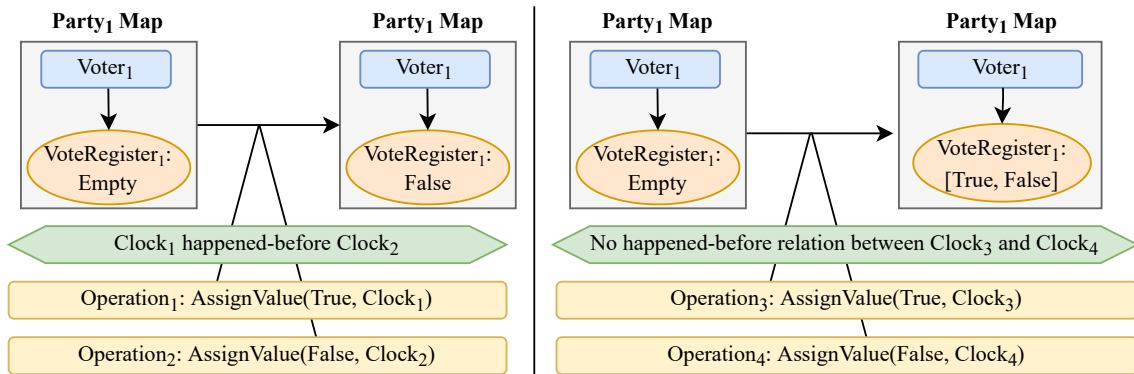 Party₁ Map
Voter₁
VoteRegister₁:
Empty
Party₁ Map
Voter₁
VoteRegister₁:
False
Clock₁ happened-before Clock₂
Operation₁: AssignValue(True, Clock₁)
Operation₂: AssignValue(False, Clock₂)
Party₁ Map
Voter₁
VoteRegister₁:
Empty
Party₁ Map
Voter₁
VoteRegister₁:
[True, False]
No happened-before relation between Clock₃ and Clock₄
Operation₃: AssignValue(True, Clock₃)
Operation₄: AssignValue(False, Clock₄)